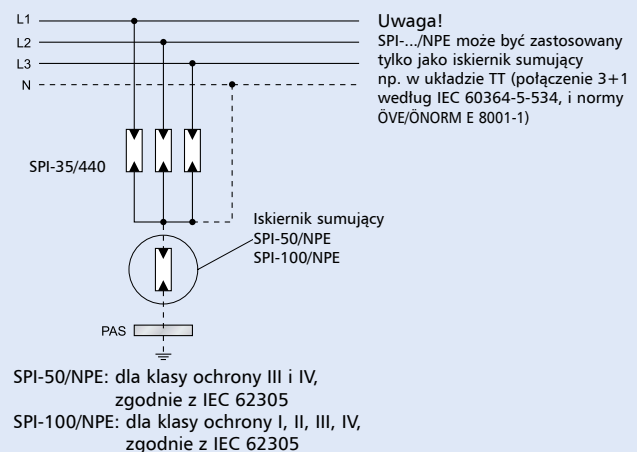 L1
L2
L3
N
Uwaga!
SPI-.../NPE może być zastosowany
tylko jako iskiernik sumujący
np. w układzie TT (połączenie 3+1
według IEC 60364-5-534, i normy
ÖVE/ÖNORM E 8001-1)
SPI-35/440
Iskiernik sumujący
SPI-50/NPE
SPI-100/NPE
PAS
SPI-50/NPE: dla klasy ochrony III i IV,
zgodnie z IEC 62305
SPI-100/NPE: dla klasy ochrony I, II, III, IV,
zgodnie z IEC 62305